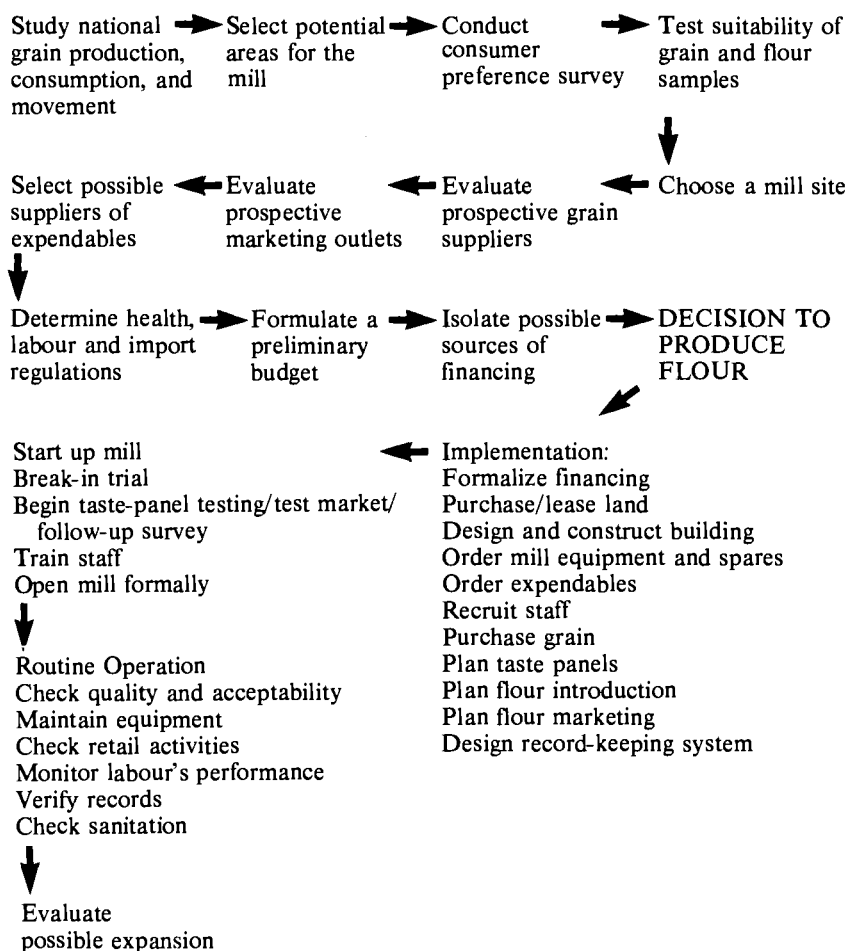 Study national
grain production,
consumption, and
movement
Select potential
areas for the
mill
Conduct
consumer
preference survey
Test suitability of
grain and flour
samples
Choose a mill site
Evaluate
prospective grain
suppliers
Evaluate
prospective
marketing outlets
Select possible
suppliers of
expendables
Determine health,
labour and import
regulations
Formulate a
preliminary
budget
Isolate possible
sources of
financing
DECISION TO
PRODUCE
FLOUR
Implementation:
Formalize financing
Purchase/lease land
Design and construct building
Order mill equipment and spares
Order expendables
Recruit staff
Purchase grain
Plan taste panels
Plan flour introduction
Plan flour marketing
Design record-keeping system
Start up mill
Break-in trial
Begin taste-panel testing/test market/
follow-up survey
Train staff
Open mill formally
Routine Operation
Check quality and acceptability
Maintain equipment
Check retail activities
Monitor labour's performance
Verify records
Check sanitation
Evaluate
possible expansion